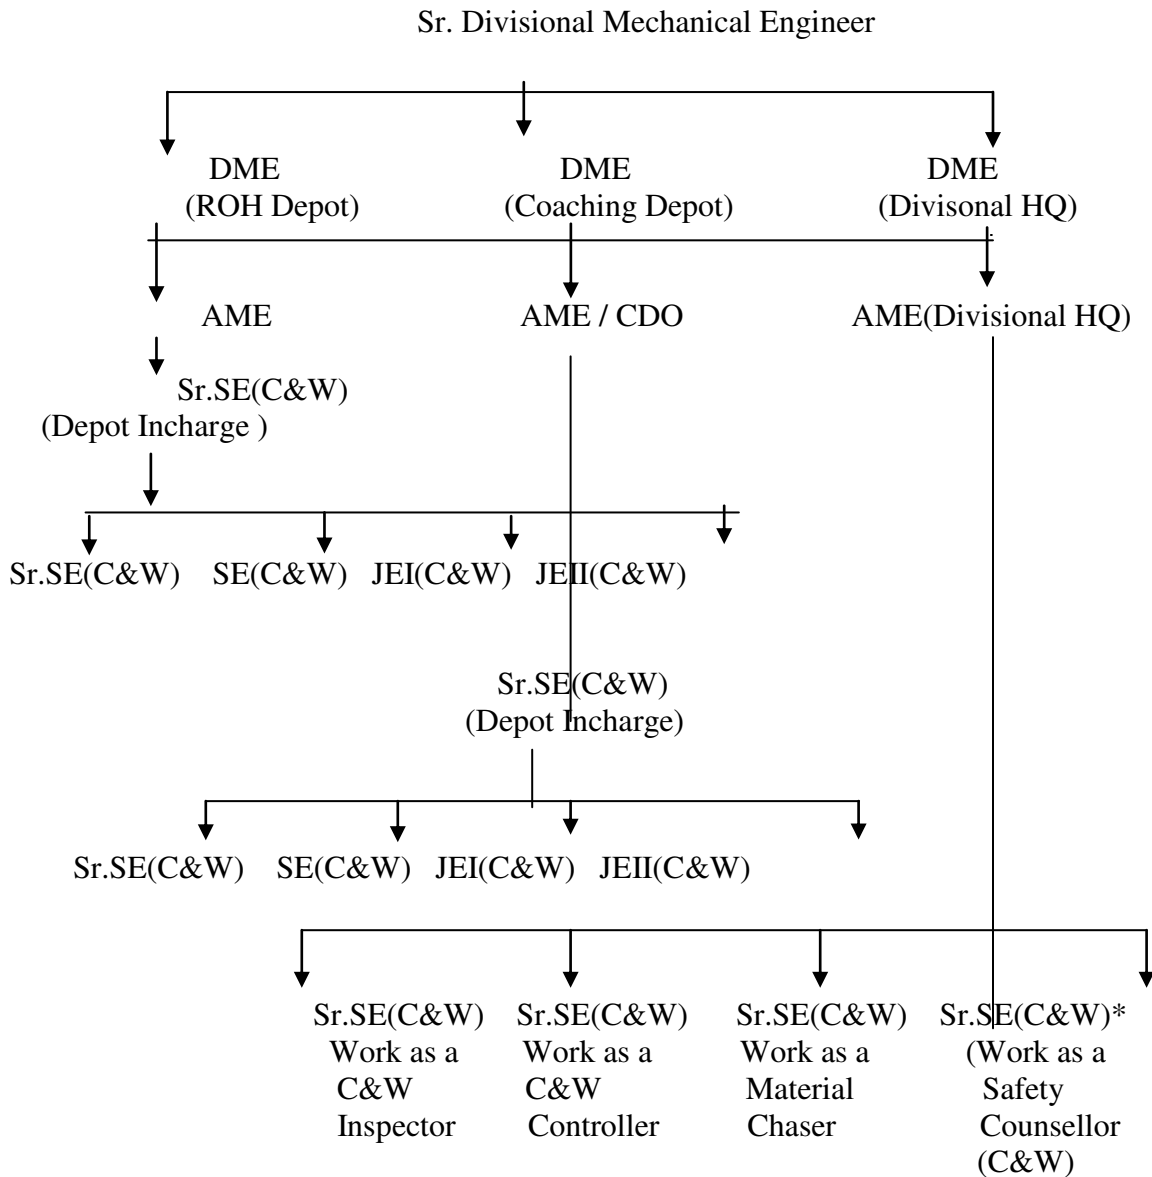 Sr. Divisional Mechanical Engineer
DME DME DME
(ROH Depot) (Coaching Depot) (Divisonal HQ)
AME AME / CDO AME(Divisional HQ)
Sr.SE(C&W)
(Depot Incharge )
Sr.SE(C&W) SE(C&W) JEI(C&W) JEII(C&W)
Sr.SE(C&W)
(Depot Incharge)
Sr.SE(C&W) SE(C&W) JEI(C&W) JEII(C&W)
Sr.SE(C&W) Sr.SE(C&W) Sr.SE(C&W) Sr.SE(C&W)*
Work as a Work as a Work as a (Work as a
C&W C&W Material Safety
Inspector Controller Chaser Counsellor
(C&W)